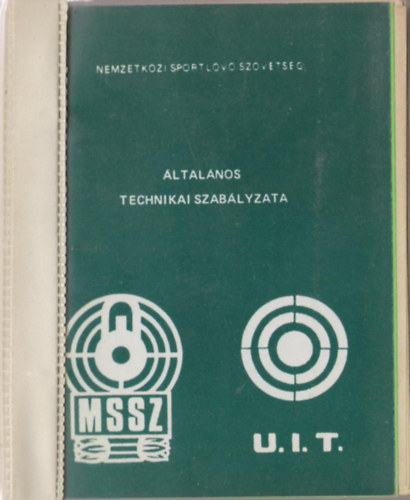 NEMZETKÖZI SPORTLÖVŐ SZÖVETSÉG
ÁLTALÁNOS
TECHNIKAI SZABÁLYZATA
MSSZ
U.I.T.